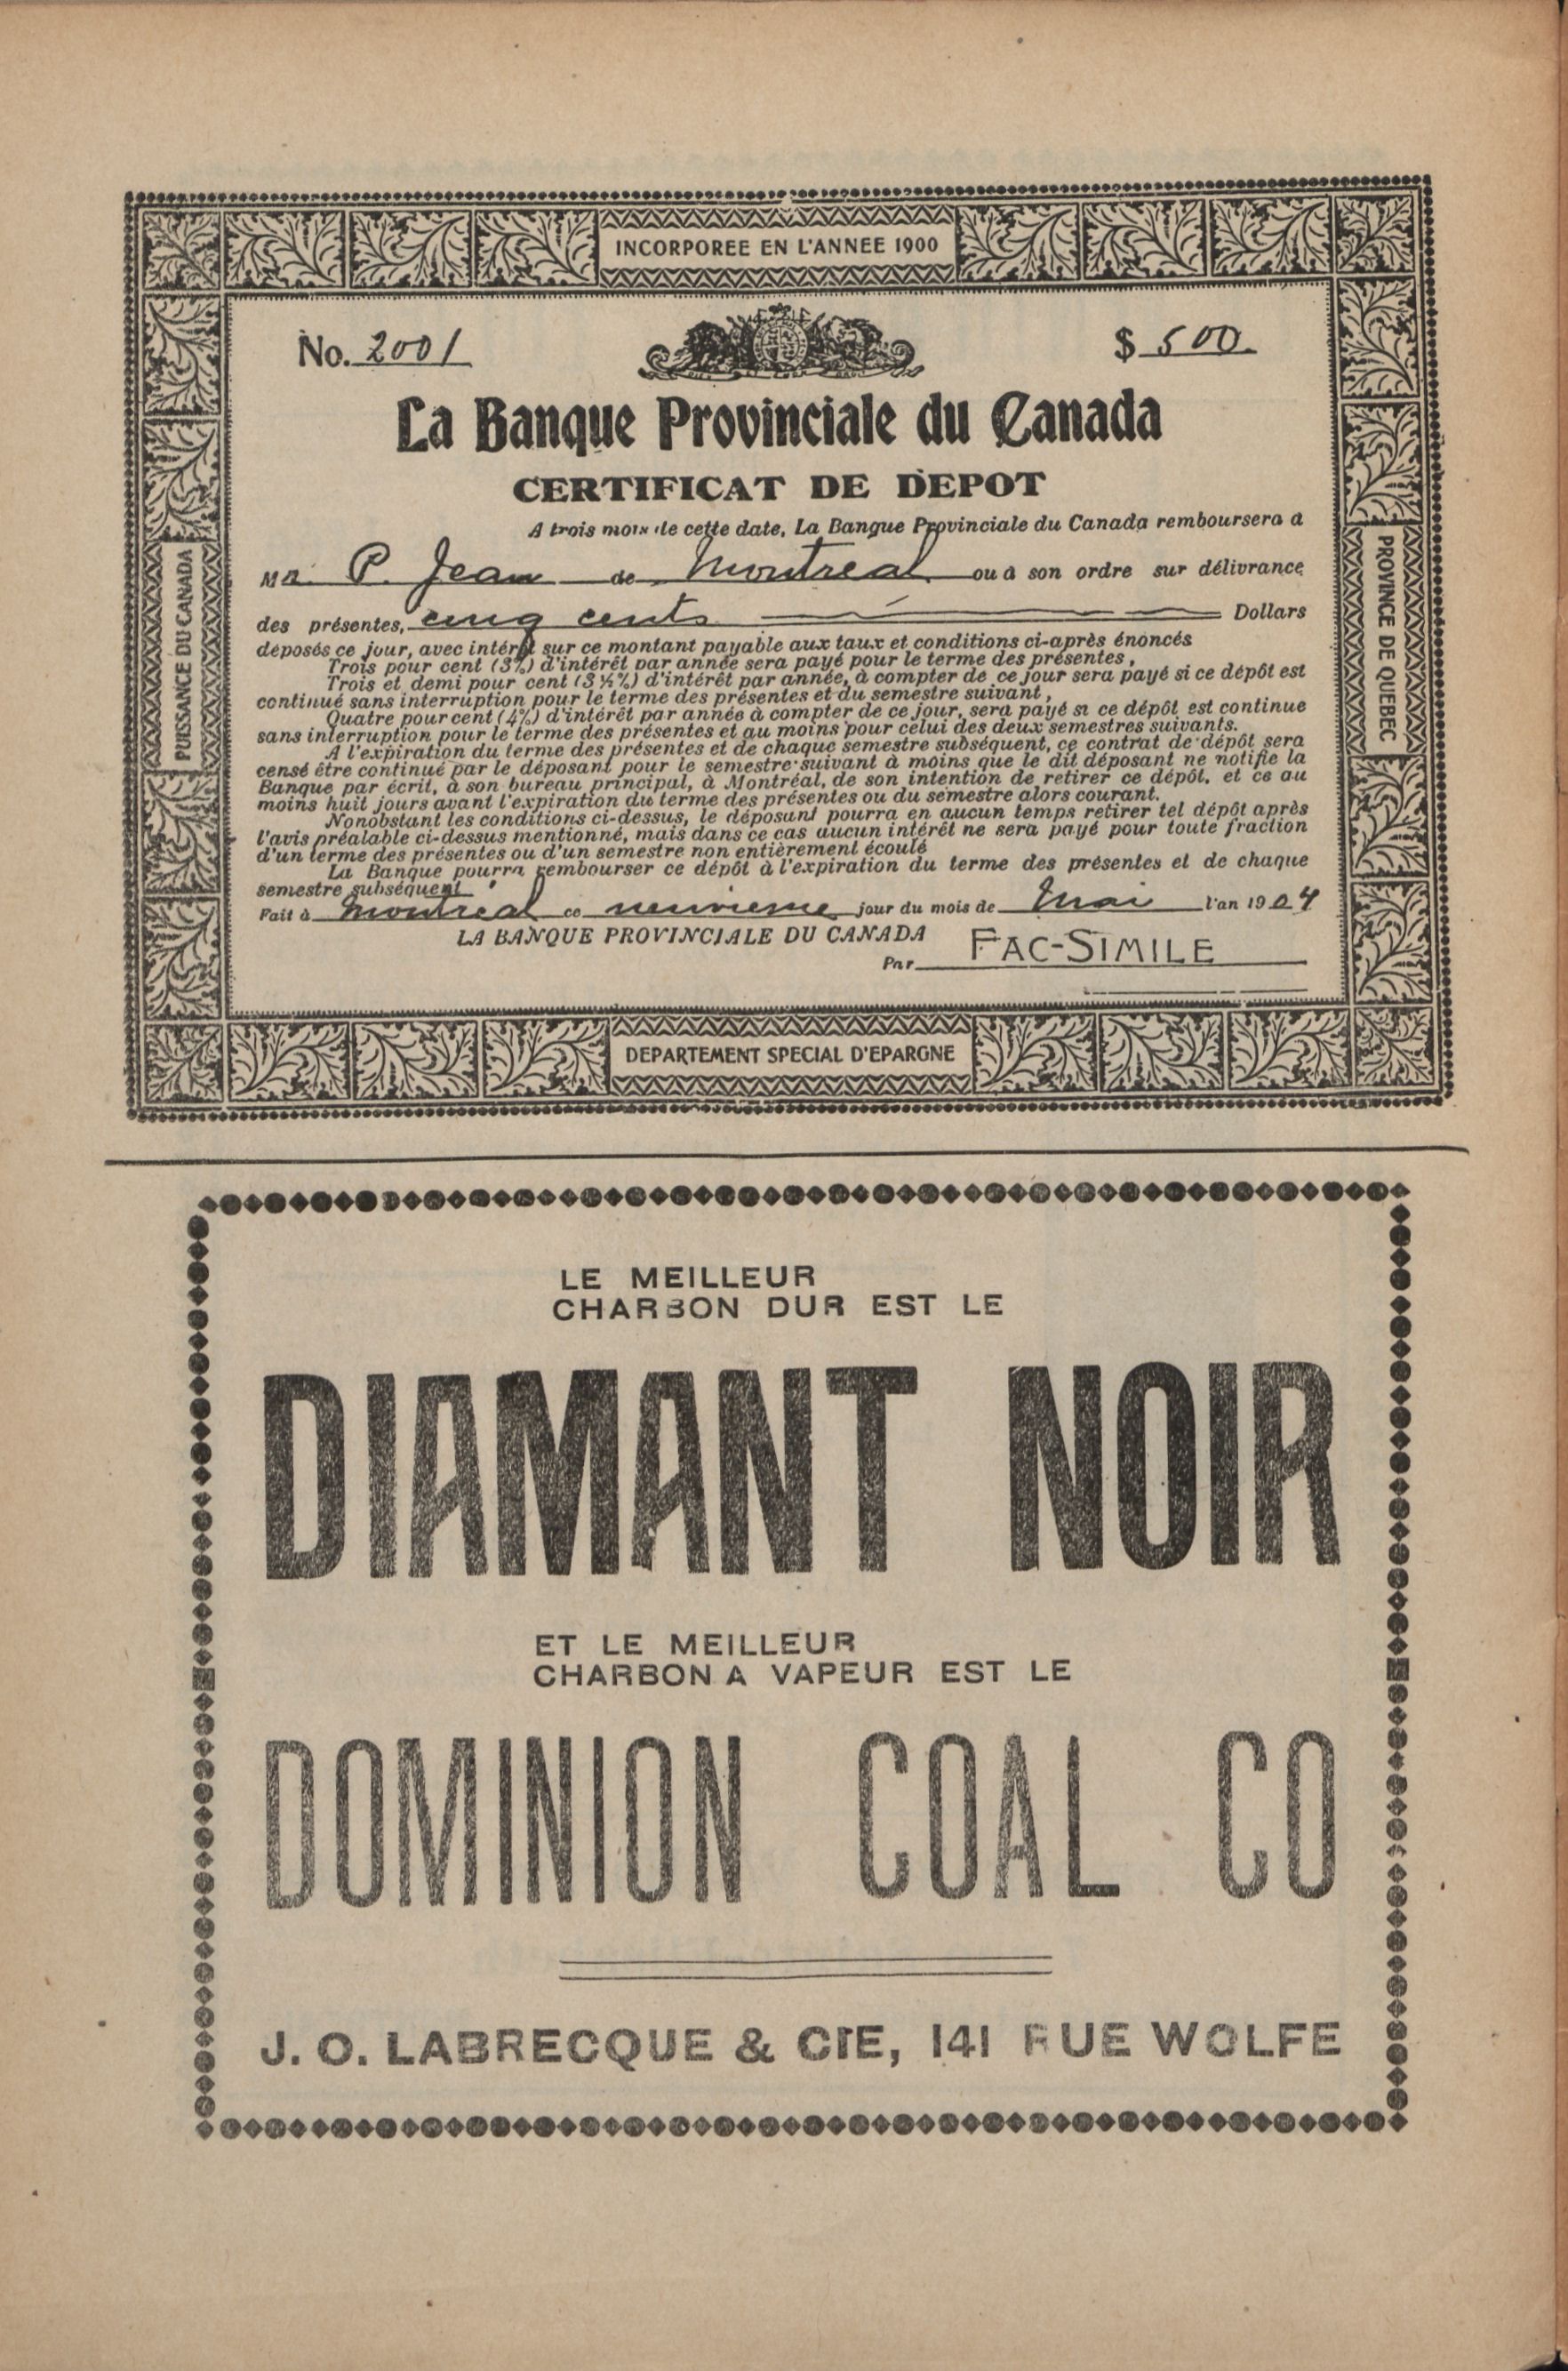 INCORPOREE EN L'ANNEE 1900
PUISSANCE DU CANADA
PROVINCE DE QUEBEC
No. 2001
$ 500.
La Banque Provinciale du Canada
CERTIFICAT DE DEPOT
A trois mois de cette date, La Banque Provinciale du Canada remboursera à
Mr. P. Jean de Montréal ou à son ordre sur délivrance
des présentes, cinq cents Dollars
déposés ce jour, avec intérêt sur ce montant payable aux taux et conditions ci-après énoncés
Trois pour cent (3%) d'intérêt par année sera payé pour le terme des présentes,
Trois et demi pour cent (3½%) d'intérêt par année, à compter de ce jour sera payé si ce dépôt est
continué sans interruption pour le terme des présentes et du semestre suivant,
Quatre pour cent (4%) d'intérêt par année à compter de ce jour, sera payé si ce dépôt est continue
sans interruption pour le terme des présentes et au moins pour celui des deux semestres suivants.
A l'expiration du terme des présentes et de chaque semestre subséquent, ce contrat de dépôt sera
censé être continué par le déposant pour le semestre suivant à moins que le dit déposant ne notifie la
Banque par écrit, à son bureau principal, à Montréal, de son intention de retirer ce dépôt, et ce au
moins huit jours avant l'expiration du terme des présentes ou du semestre alors courant.
Nonobstant les conditions ci-dessus, le déposant pourra en aucun temps retirer tel dépôt après
l'avis préalable ci-dessus mentionné, mais dans ce cas aucun intérêt ne sera payé pour toute fraction
d'un terme des présentes ou d'un semestre non entièrement écoulé
La Banque pourra rembourser ce dépôt à l'expiration du terme des présentes et de chaque
semestre subséquent
Fait à Montréal ce neuvieme jour du mois de Mai l'an 1904
LA BANQUE PROVINCIALE DU CANADA
Par FAC-SIMILE
DEPARTEMENT SPECIAL D'EPARGNE
LE MEILLEUR
CHARBON DUR EST LE
DIAMANT NOIR
ET LE MEILLEUR
CHARBON A VAPEUR EST LE
DOMINION COAL CO
J. O. LABRECQUE & CIE, 141 RUE WOLFE